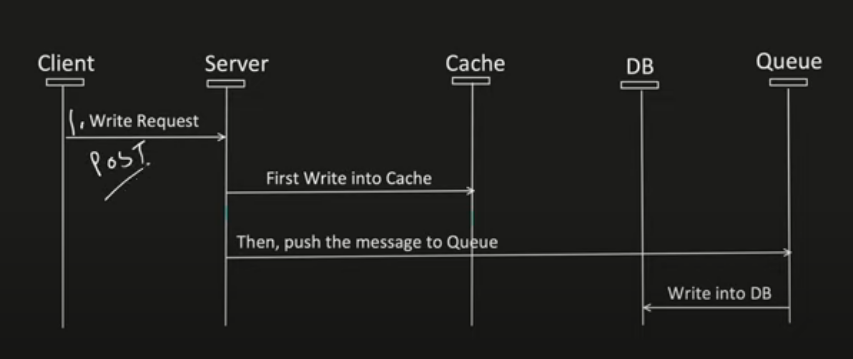 Client Server Cache DB Queue
1, Write Request
POST.
First Write into Cache
Then, push the message to Queue
Write into DB